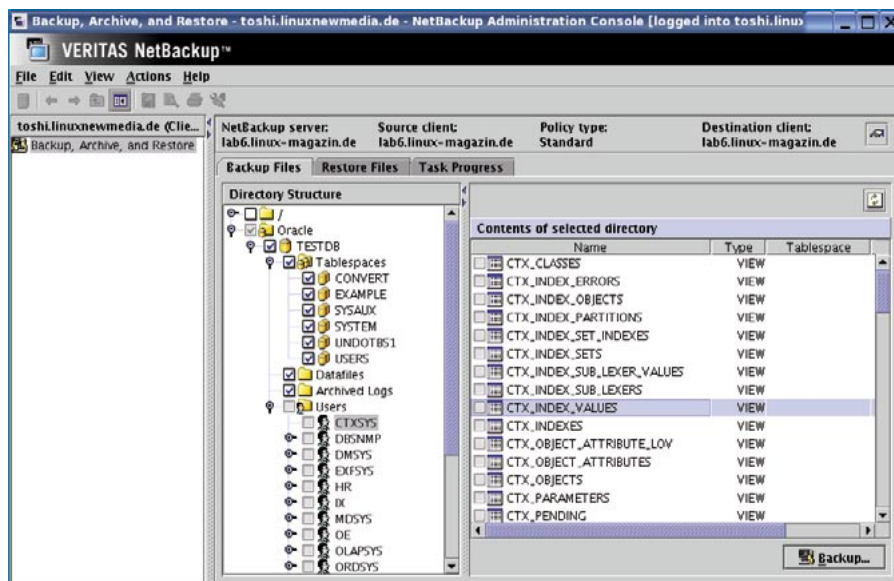 Backup, Archive, and Restore - toshi.linuxnewmedia.de - NetBackup Administration Console [logged into toshi.linux
VERITAS NetBackup™
File Edit View Actions Help
toshi.linuxnewmedia.de (Clie...
Backup, Archive, and Restore
NetBackup server: Source client: Policy type: Destination client:
lab6.linux-magazin.de lab6.linux-magazin.de Standard lab6.linux-magazin.de
Backup Files Restore Files Task Progress
Directory Structure
/
Oracle
TESTDB
Tablespaces
CONVERT
EXAMPLE
SYSAUX
SYSTEM
UNDOTBS1
USERS
Datafiles
Archived Logs
Users
CTXSYS
DBSNMP
DMSYS
EXFSYS
HR
IX
MDSYS
OE
OLAPSYS
ORDSYS
Contents of selected directory
Name Type Tablespace
CTX_CLASSES VIEW
CTX_INDEX_ERRORS VIEW
CTX_INDEX_OBJECTS VIEW
CTX_INDEX_PARTITIONS VIEW
CTX_INDEX_SET_INDEXES VIEW
CTX_INDEX_SETS VIEW
CTX_INDEX_SUB_LEXER_VALUES VIEW
CTX_INDEX_SUB_LEXERS VIEW
CTX_INDEX_VALUES VIEW
CTX_INDEXES VIEW
CTX_OBJECT_ATTRIBUTE_LOV VIEW
CTX_OBJECT_ATTRIBUTES VIEW
CTX_OBJECTS VIEW
CTX_PARAMETERS VIEW
CTX_PENDING VIEW
Backup...